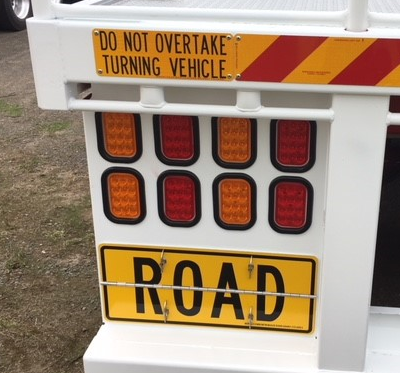 DO NOT OVERTAKE
TURNING VEHICLE
ROAD